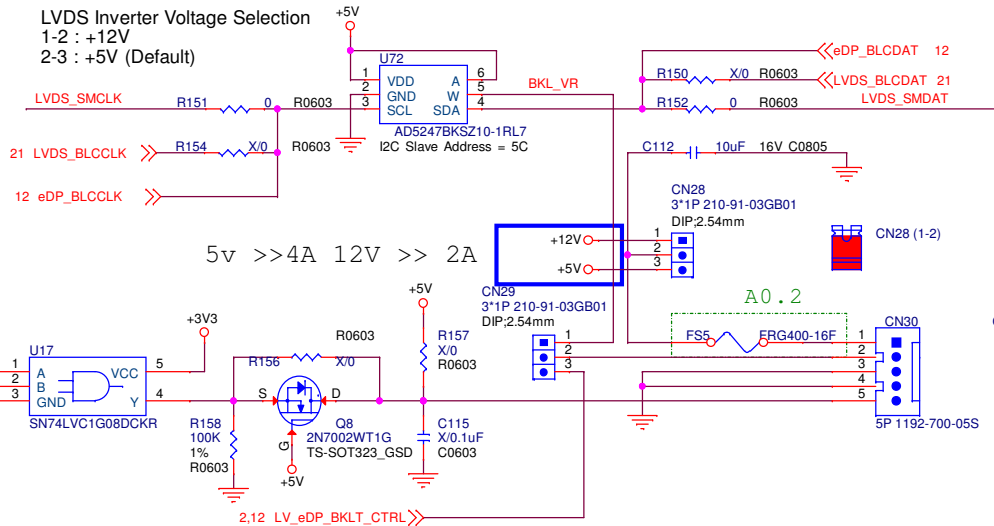 LVDS Inverter Voltage Selection
1-2 : +12V
2-3 : +5V (Default)
+5V
U72
1 VDD A 6
2 GND W 5
3 SCL SDA 4
AD5247BKSZ10-1RL7
I2C Slave Address = 5C
LVDS_SMCLK R151 0 R0603
21 LVDS_BLCCLK R154 X/0 R0603
12 eDP_BLCCLK
BKL_VR
eDP_BLCDAT 12
R150 X/0 R0603 LVDS_BLCDAT 21
R152 0 R0603 LVDS_SMDAT
C112 10uF 16V C0805
CN28
3*1P 210-91-03GB01
DIP;2.54mm
+12V 1
2
+5V 3
CN28 (1-2)
5v >>4A 12V >> 2A
CN29
3*1P 210-91-03GB01
DIP;2.54mm
1
2
3
A0.2
FS5 FRG400-16F
CN30
1
2
3
4
5
5P 1192-700-05S
+3V3
U17
1 A VCC 5
2 B
3 GND Y 4
SN74LVC1G08DCKR
R0603
R156 X/0
S D
G
Q8
2N7002WT1G
TS-SOT323_GSD
+5V
R158
100K
1%
R0603
+5V
R157
X/0
R0603
C115
X/0.1uF
C0603
2,12 LV_eDP_BKLT_CTRL